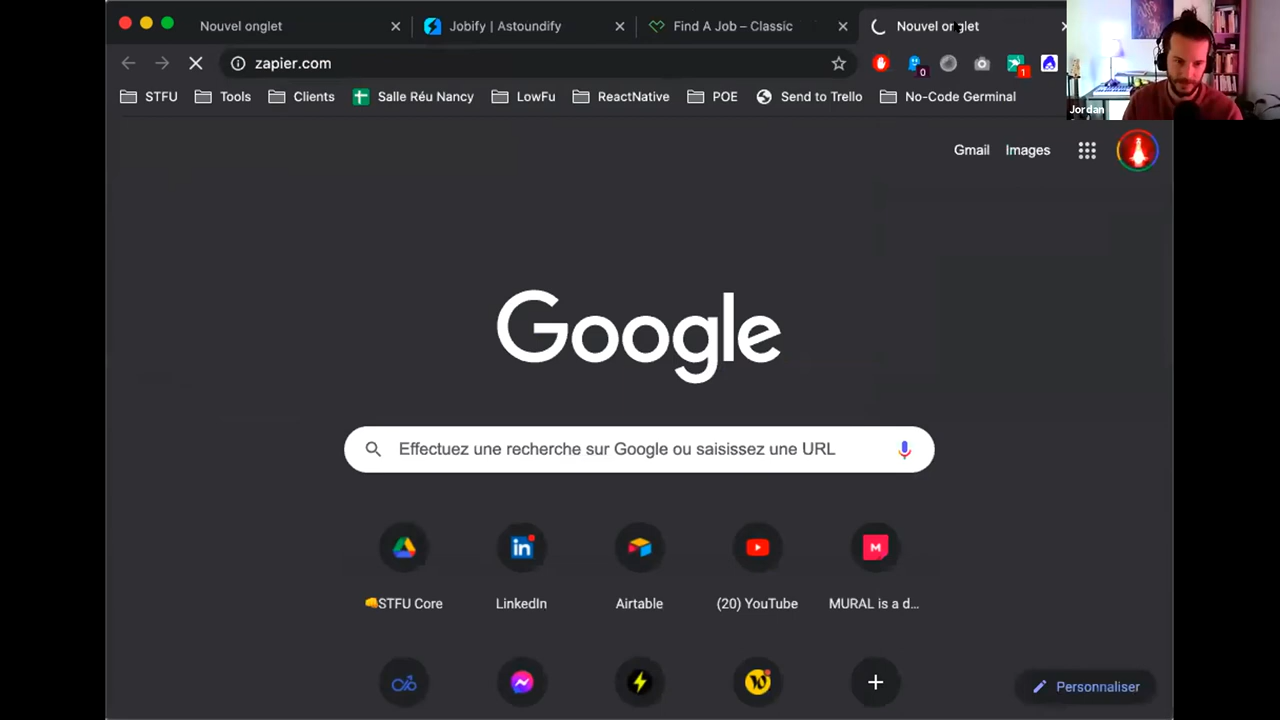 Nouvel onglet
Jobify | Astoundify
Find A Job – Classic
Nouvel onglet
zapier.com
0
1
STFU
Tools
Clients
Salle Réu Nancy
LowFu
ReactNative
POE
Send to Trello
No-Code Germinal
Jordan
Gmail
Images
Google
Effectuez une recherche sur Google ou saisissez une URL
STFU Core
LinkedIn
Airtable
(20) YouTube
MURAL is a d...
Personnaliser